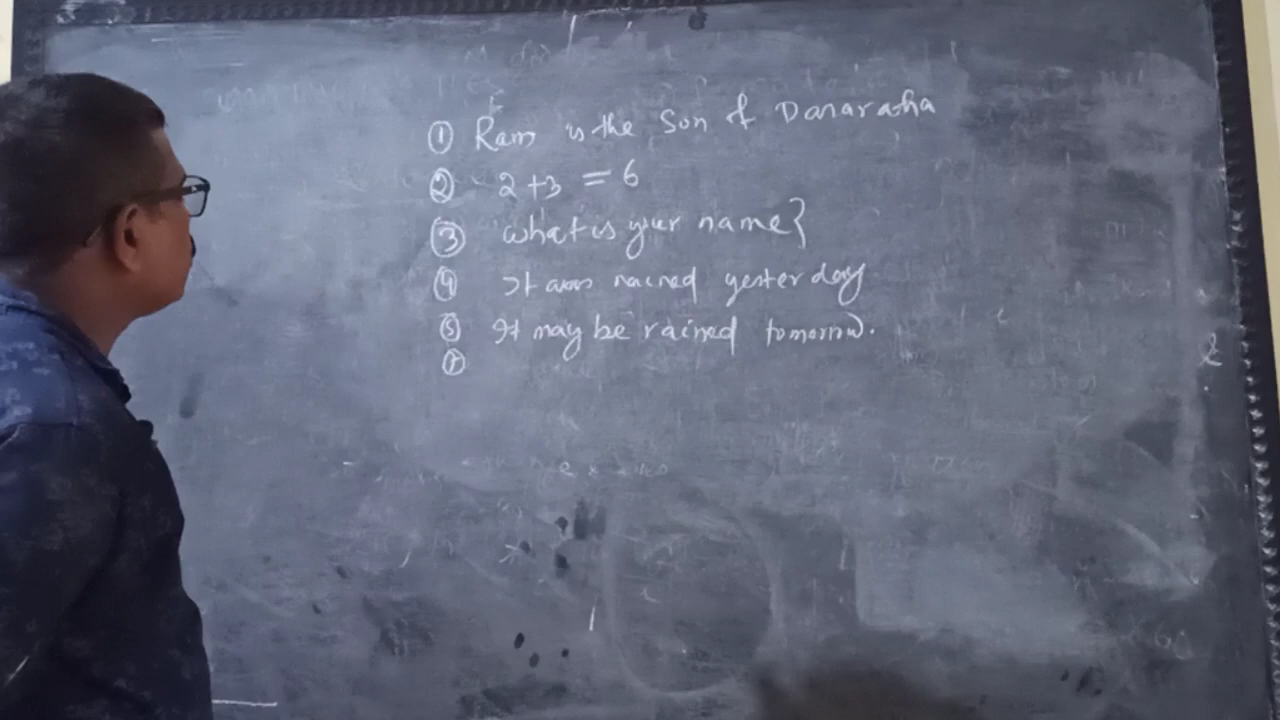 ① Ram is the Son of Dasaratha
② 2+3 = 6
③ what is your name?
④ It was rained yesterday
⑤ It may be rained tomorrow.